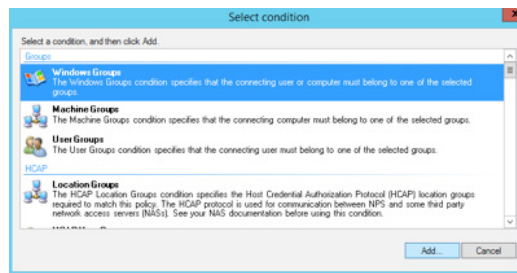 Select condition
Select a condition, and then click Add.
Groups
Windows Groups
The Windows Groups condition specifies that the connecting user or computer must belong to one of the selected
groups.
Machine Groups
The Machine Groups condition specifies that the connecting computer must belong to one of the selected groups.
User Groups
The User Groups condition specifies that the connecting user must belong to one of the selected groups.
HCAP
Location Groups
The HCAP Location Groups condition specifies the Host Credential Authorization Protocol (HCAP) location groups
required to match this policy. The HCAP protocol is used for communication between NPS and some third party
network access servers (NASs). See your NAS documentation before using this condition.
Add...
Cancel